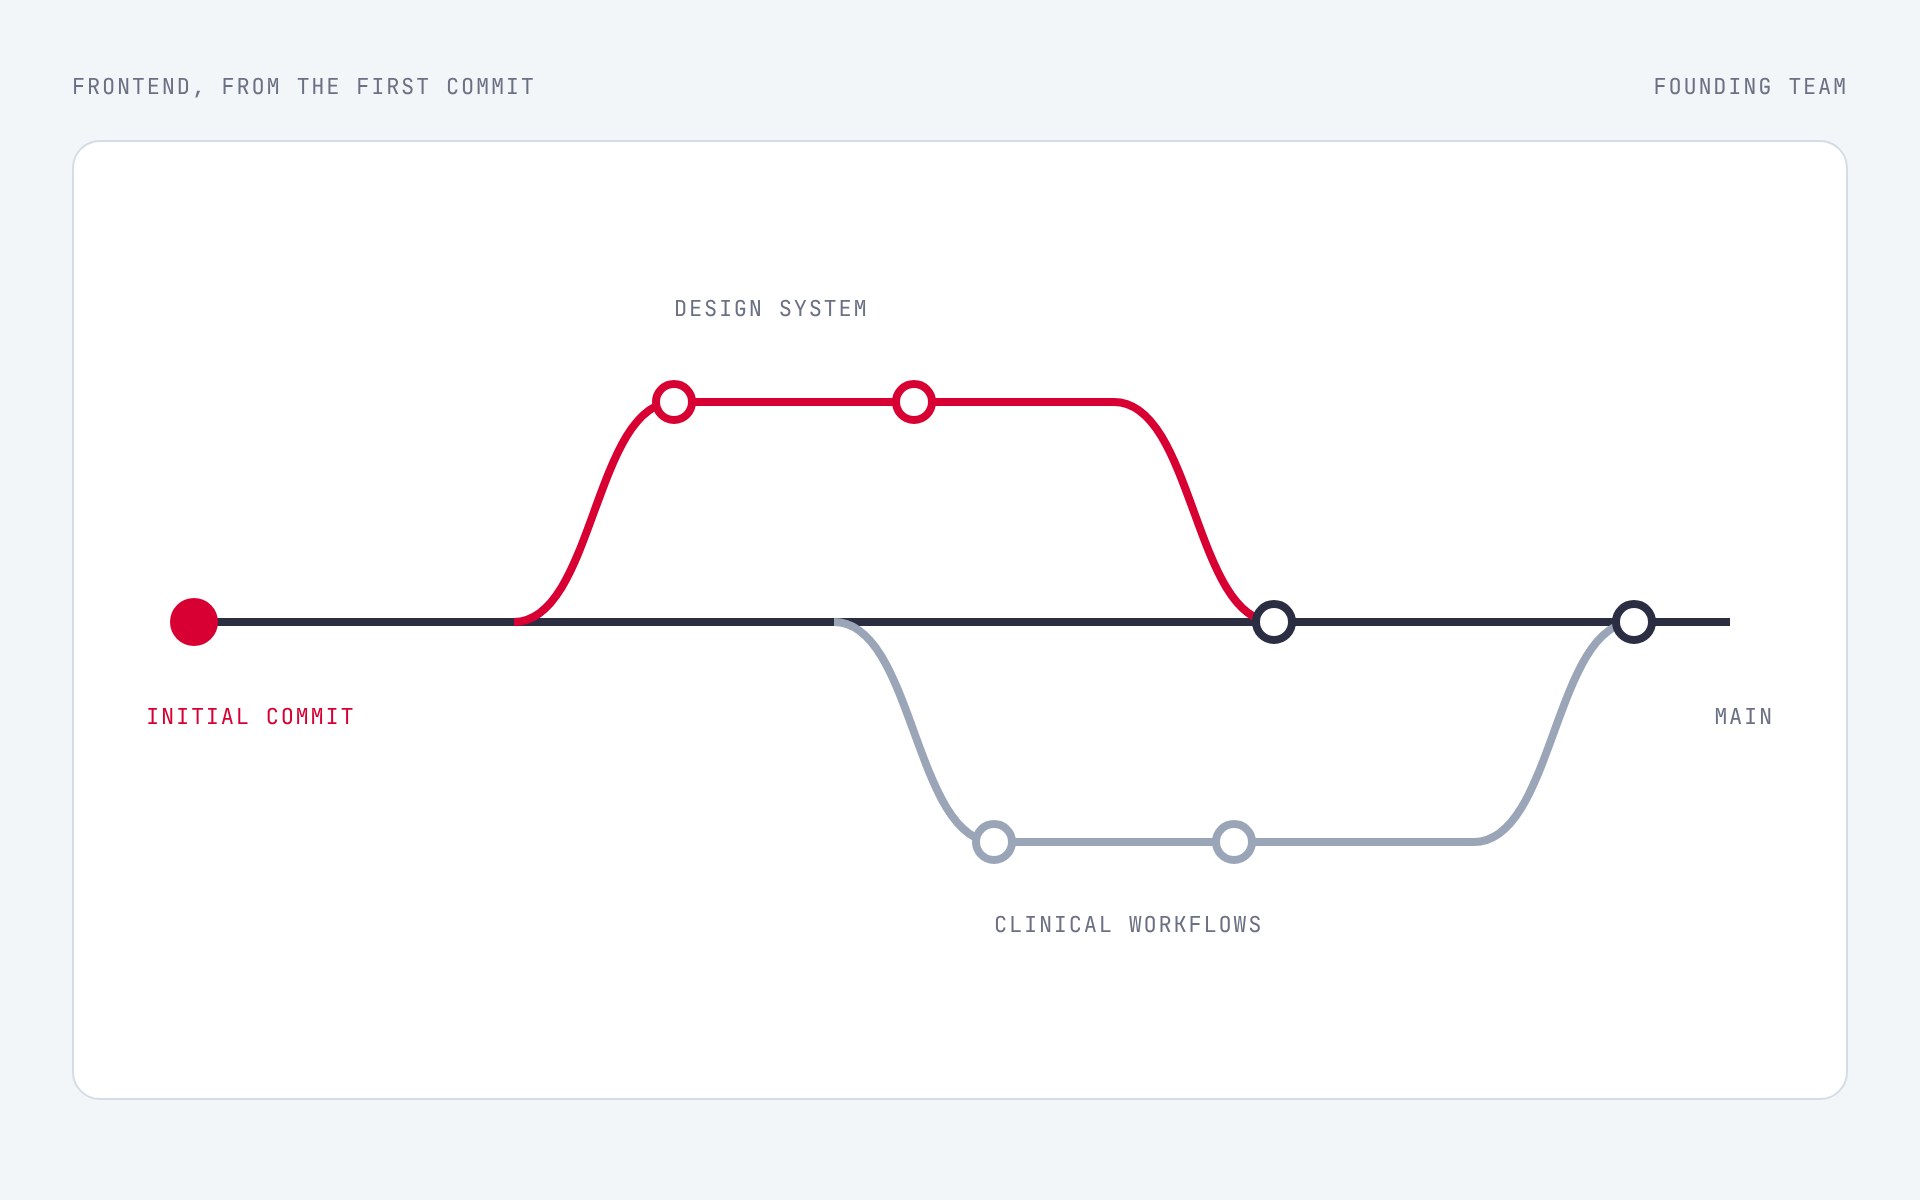 FRONTEND, FROM THE FIRST COMMIT
FOUNDING TEAM
DESIGN SYSTEM
INITIAL COMMIT
MAIN
CLINICAL WORKFLOWS